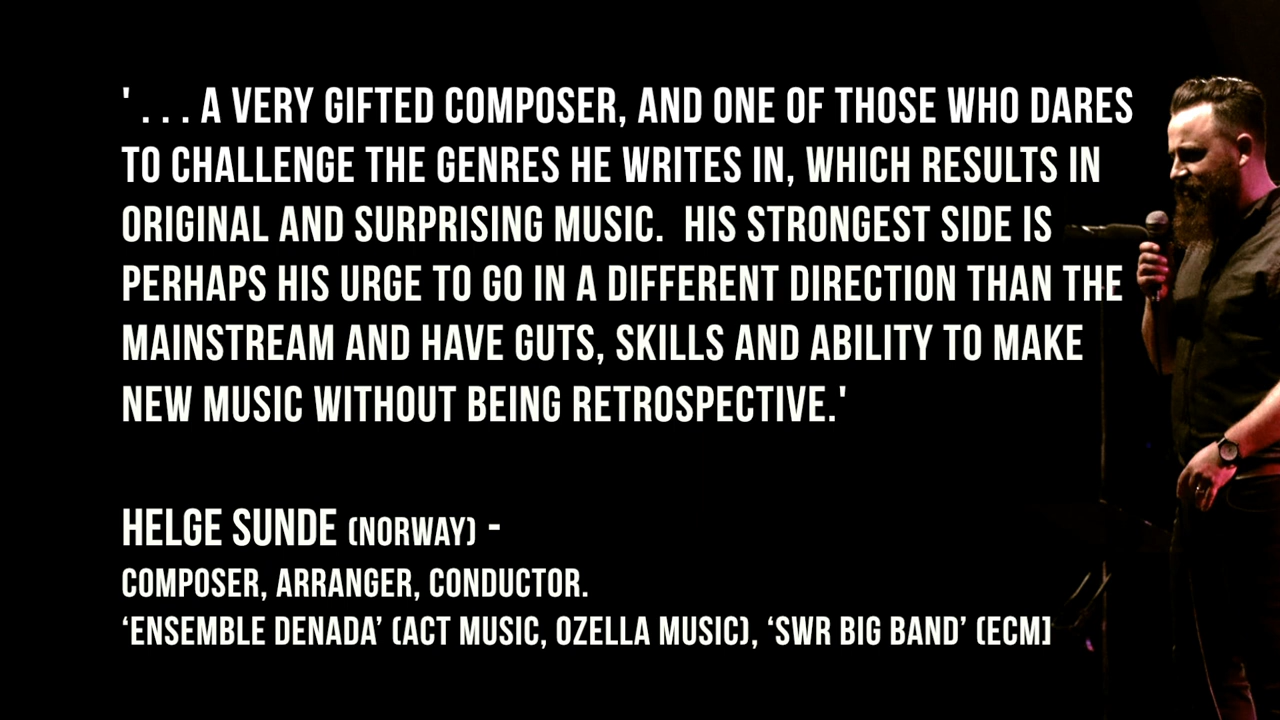 ' . . . A VERY GIFTED COMPOSER, AND ONE OF THOSE WHO DARES
TO CHALLENGE THE GENRES HE WRITES IN, WHICH RESULTS IN
ORIGINAL AND SURPRISING MUSIC.  HIS STRONGEST SIDE IS
PERHAPS HIS URGE TO GO IN A DIFFERENT DIRECTION THAN THE
MAINSTREAM AND HAVE GUTS, SKILLS AND ABILITY TO MAKE
NEW MUSIC WITHOUT BEING RETROSPECTIVE.'
HELGE SUNDE (NORWAY) -
COMPOSER, ARRANGER, CONDUCTOR.
‘ENSEMBLE DENADA’ (ACT MUSIC, OZELLA MUSIC), ‘SWR BIG BAND’ (ECM]